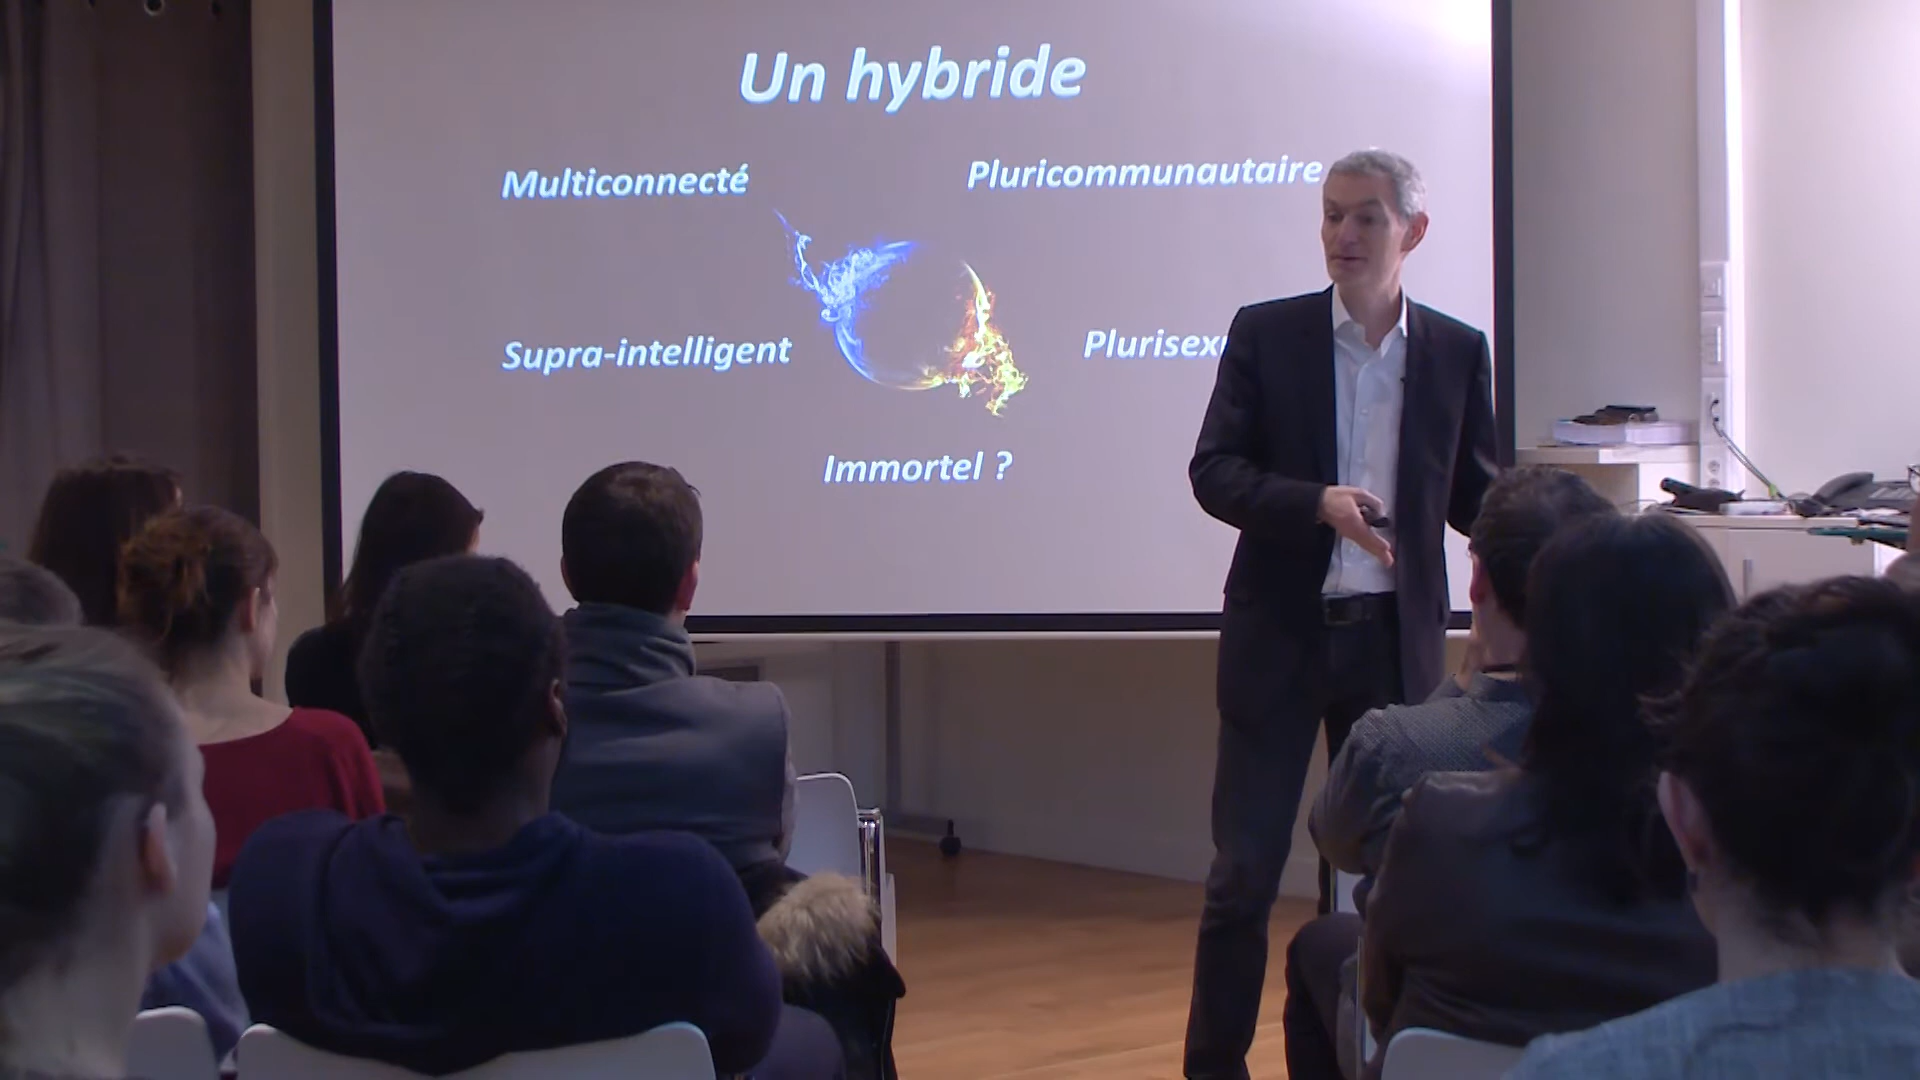 Un hybride
Multiconnecté
Pluricommunautaire
Supra-intelligent
Immortel ?